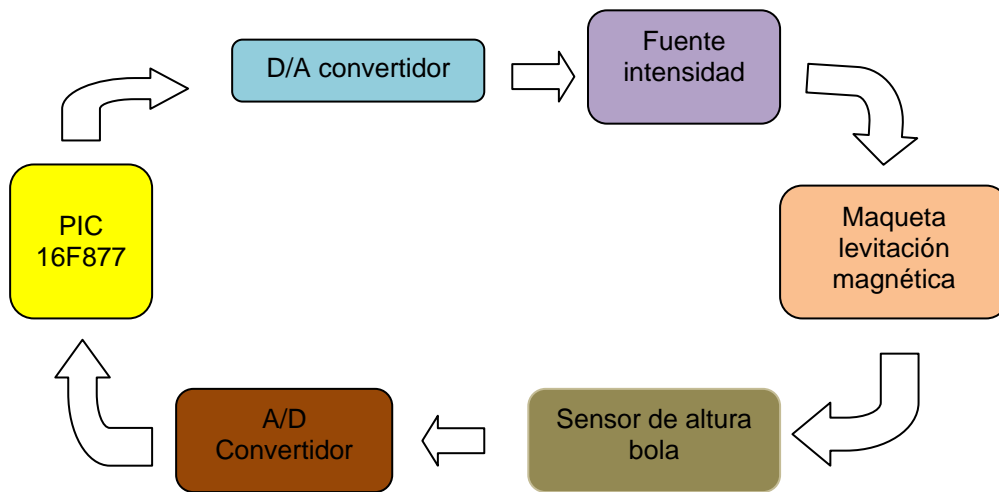 D/A convertidor
Fuente
intensidad
PIC
16F877
Maqueta
levitación
magnética
A/D
Convertidor
Sensor de altura
bola